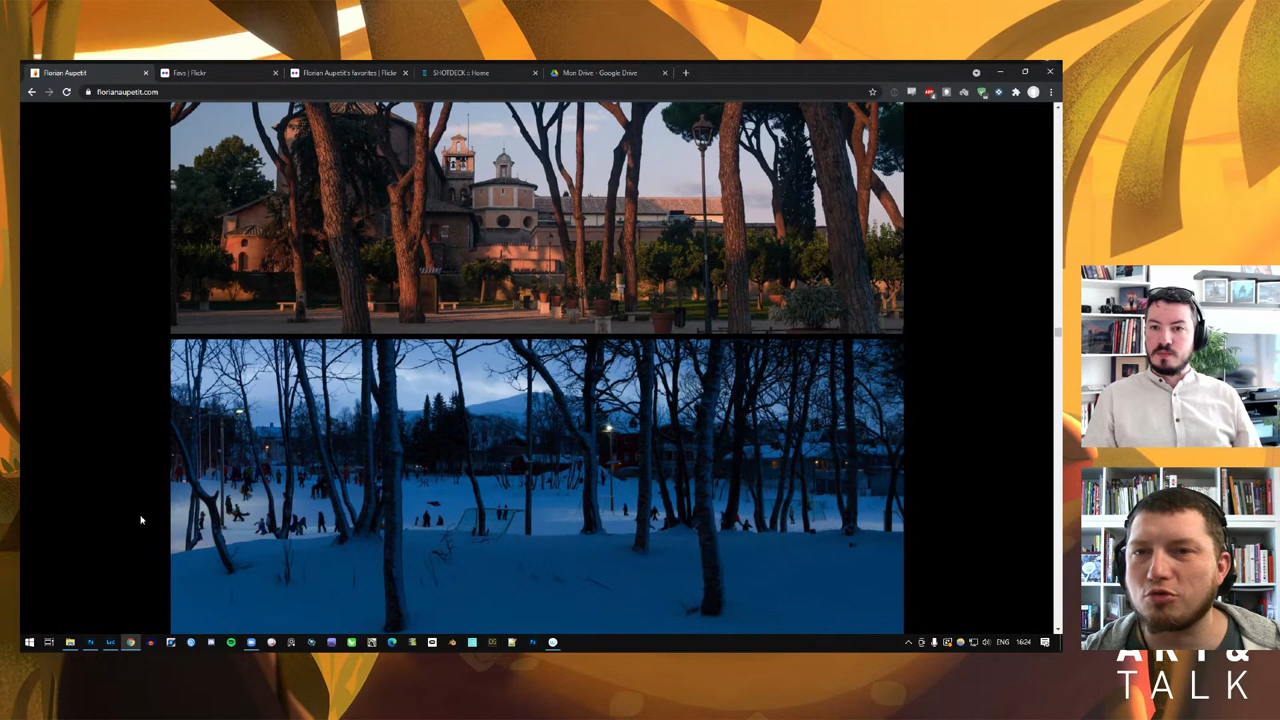 Florian Aupetit
Favs | Flickr
Florian Aupetit's favorites | Flickr
SHOTDECK :: Home
Mon Drive - Google Drive
florianaupetit.com
ENG
16:24
ART&
TALK